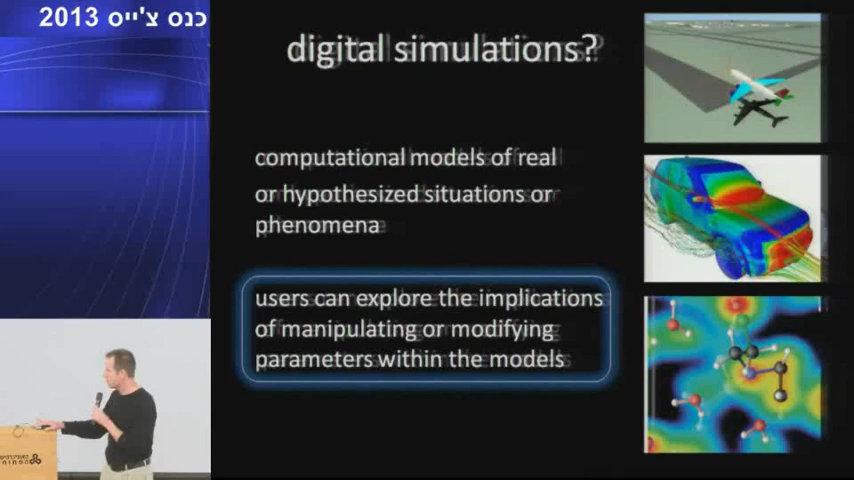 כנס צ'ייס 2013
digital simulations?
computational models of real
or hypothesized situations or
phenomena
users can explore the implications
of manipulating or modifying
parameters within the models